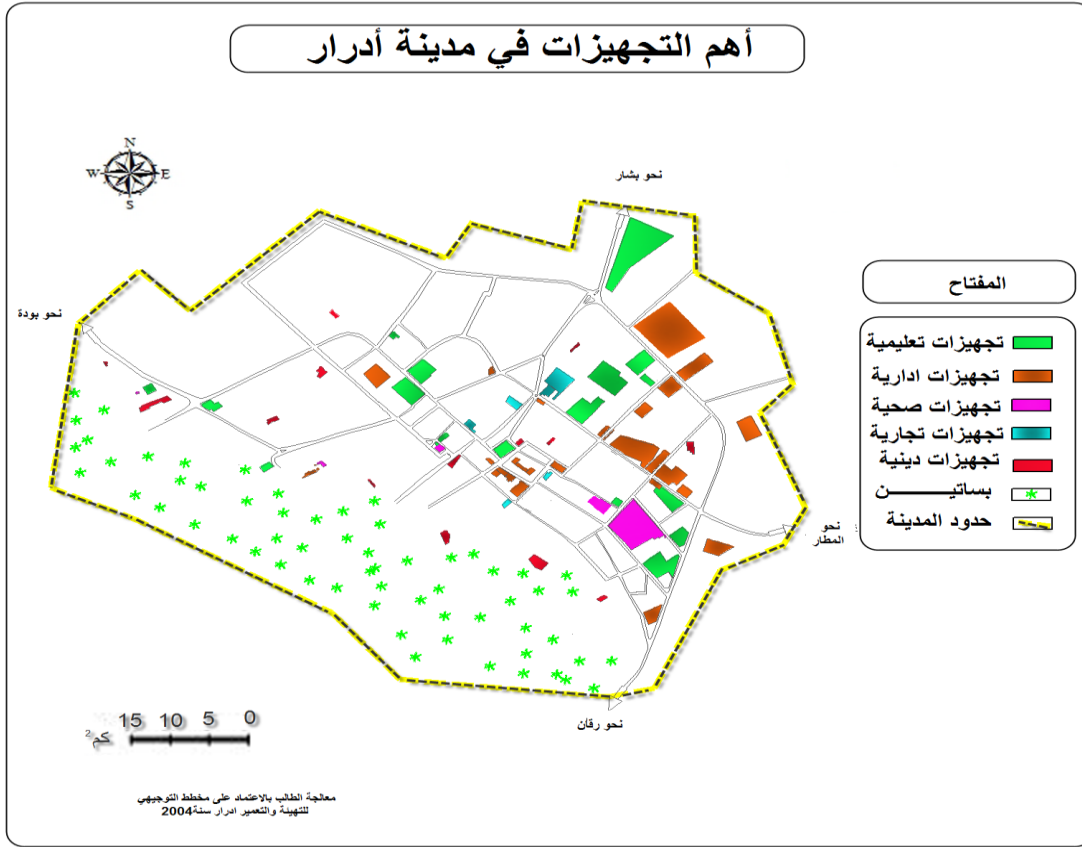 أهم التجهيزات في مدينة أدرار
N
W
E
S
نحو بشار
نحو بودة
المفتاح
تجهيزات تعليمية
تجهيزات ادارية
تجهيزات صحية
تجهيزات تجارية
تجهيزات دينية
بساتيــــــــــن
حدود المدينة
نحو
المطار
نحو رقان
15 10 5 0
كم2
معالجة الطالب بالاعتماد على مخطط التوجيهي
للتهيئة والتعمير ادرار سنة2004